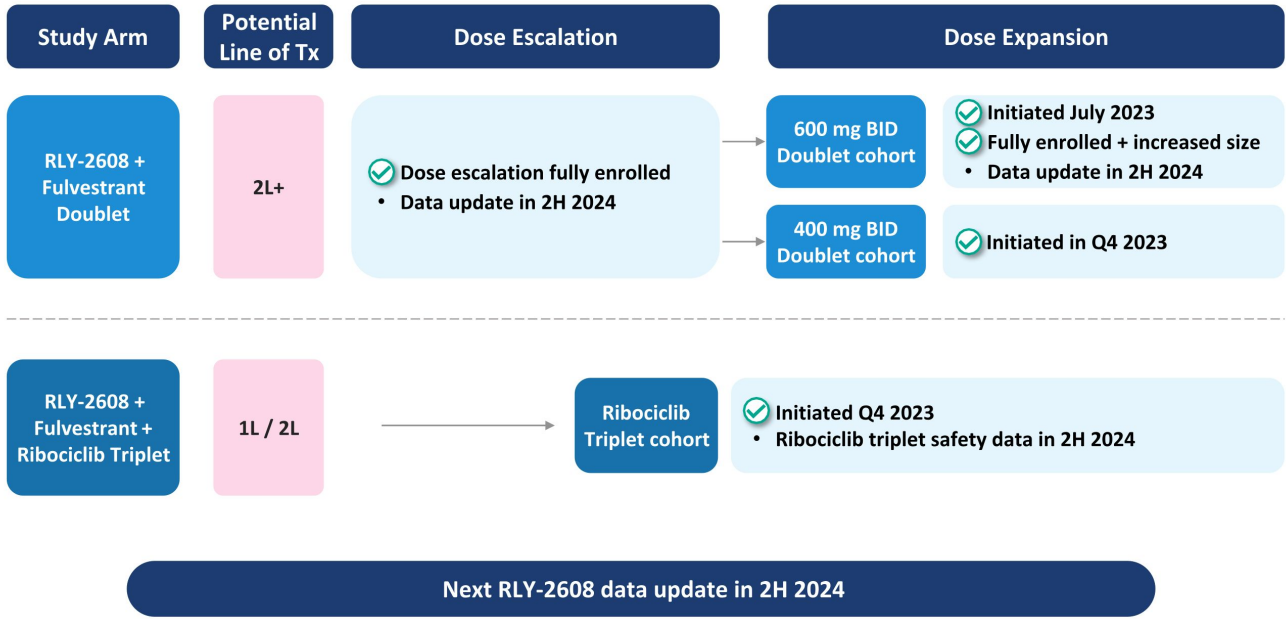 Study Arm
Potential
Line of Tx
Dose Escalation
Dose Expansion
RLY-2608 +
Fulvestrant
Doublet
2L+
Dose escalation fully enrolled
• Data update in 2H 2024
600 mg BID
Doublet cohort
Initiated July 2023
Fully enrolled + increased size
• Data update in 2H 2024
400 mg BID
Doublet cohort
Initiated in Q4 2023
RLY-2608 +
Fulvestrant +
Ribociclib Triplet
1L / 2L
Ribociclib
Triplet cohort
Initiated Q4 2023
• Ribociclib triplet safety data in 2H 2024
Next RLY-2608 data update in 2H 2024